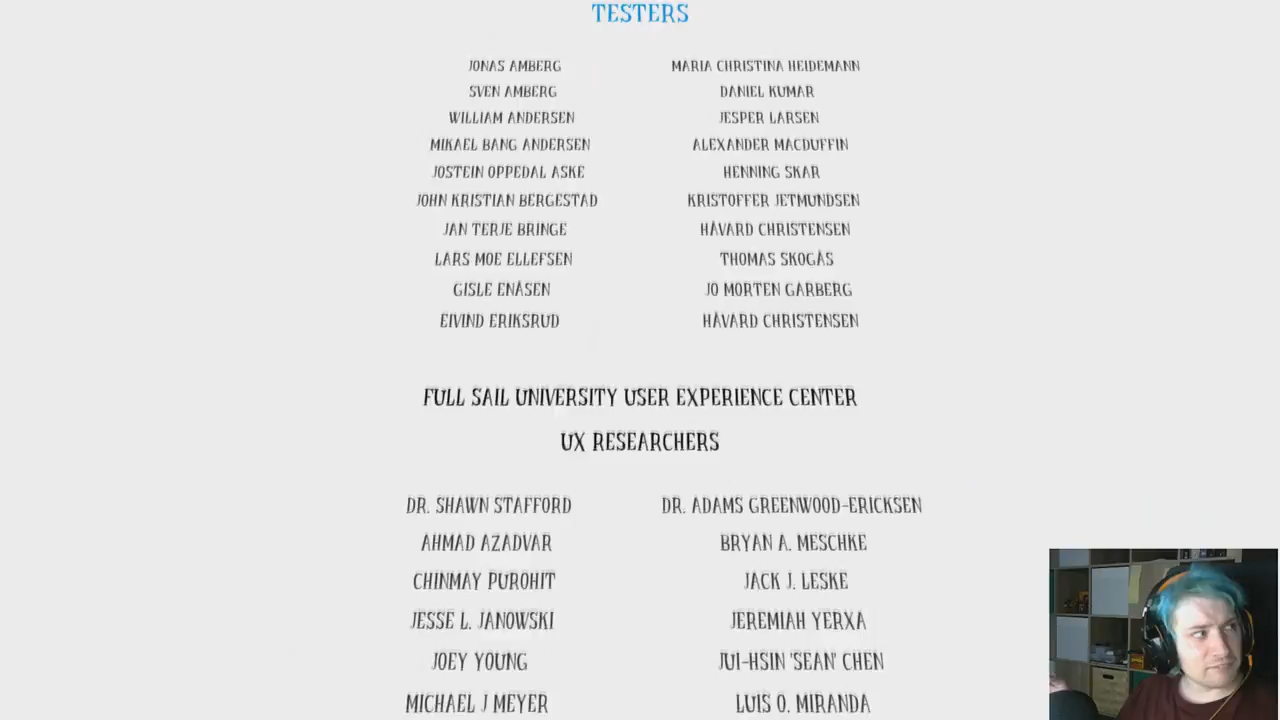 TESTERS
JONAS AMBERG MARIA CHRISTINA HEIDEMANN
SVEN AMBERG DANIEL KUMAR
WILLIAM ANDERSEN JESPER LARSEN
MIKAEL BANG ANDERSEN ALEXANDER MACDUFFIN
JOSTEIN OPPEDAL ASKE HENNING SKAR
JOHN KRISTIAN BERGESTAD KRISTOFFER JETMUNDSEN
JAN TERJE BRINGE HÅVARD CHRISTENSEN
LARS MOE ELLEFSEN THOMAS SKOGÅS
GISLE ENÅSEN JO MORTEN GARBERG
EIVIND ERIKSRUD HÅVARD CHRISTENSEN
FULL SAIL UNIVERSITY USER EXPERIENCE CENTER
UX RESEARCHERS
DR. SHAWN STAFFORD DR. ADAMS GREENWOOD-ERICKSEN
AHMAD AZADVAR BRYAN A. MESCHKE
CHINMAY PUROHIT JACK J. LESKE
JESSE L. JANOWSKI JEREMIAH YERXA
JOEY YOUNG JUI-HSIN 'SEAN' CHEN
MICHAEL J MEYER LUIS O. MIRANDA